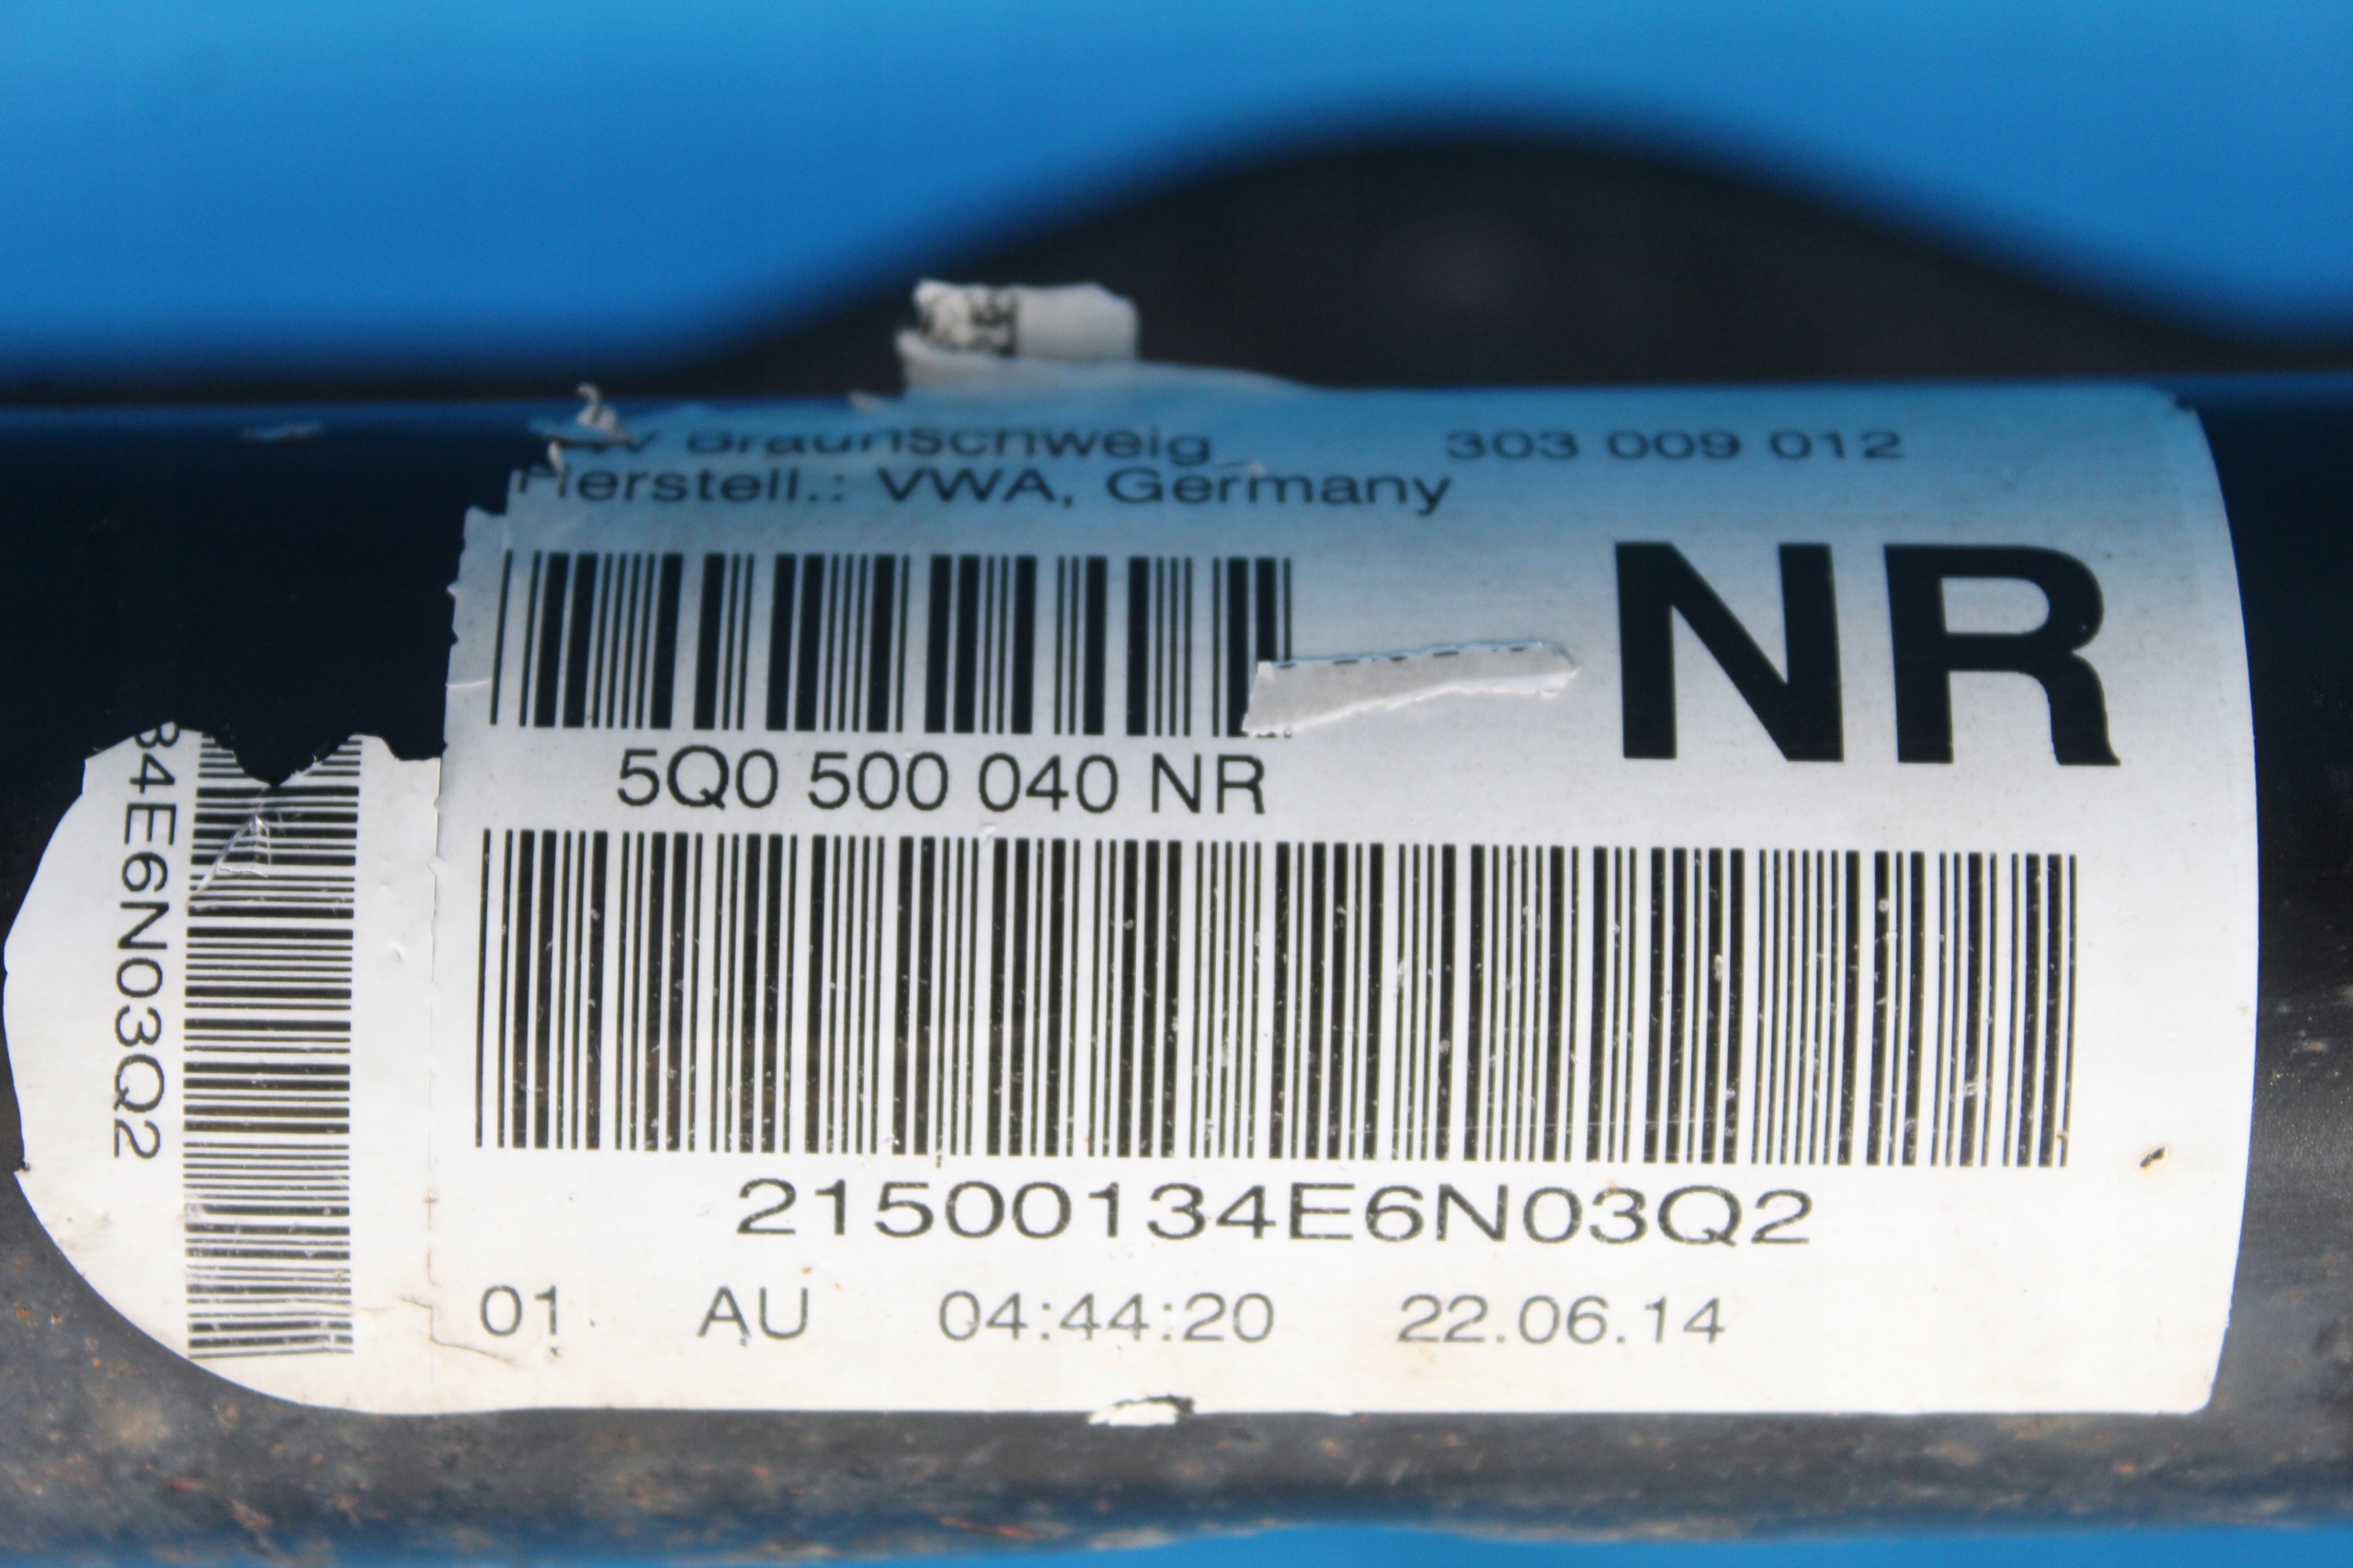 Braunschweig 303 009 012
Herstell.: VWA, Germany
NR
5Q0 500 040 NR
21500134E6N03Q2
01 AU 04:44:20 22.06.14
34E6N03Q2